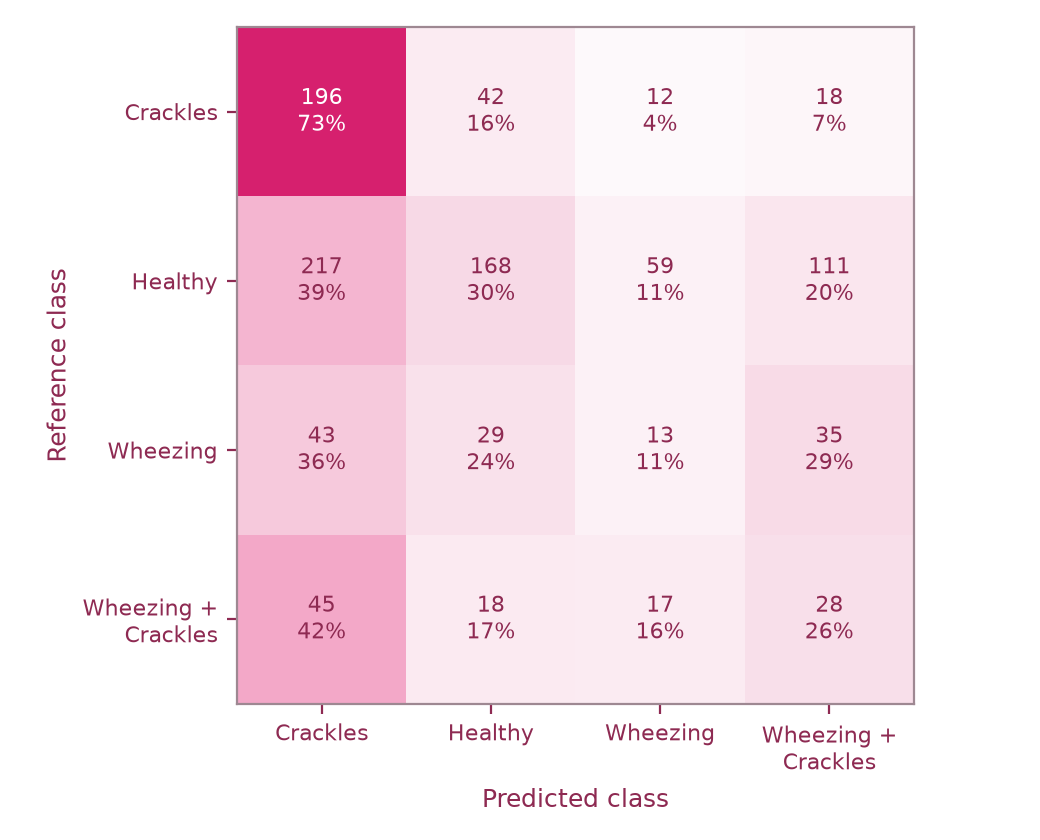 Reference class
Crackles
196
73%
42
16%
12
4%
18
7%
Healthy
217
39%
168
30%
59
11%
111
20%
Wheezing
43
36%
29
24%
13
11%
35
29%
Wheezing +
Crackles
45
42%
18
17%
17
16%
28
26%
Crackles
Healthy
Wheezing
Wheezing +
Crackles
Predicted class